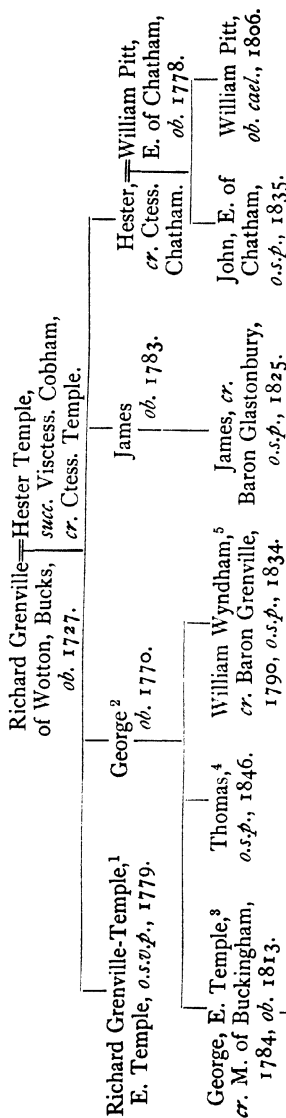 Richard Grenville=Hester Temple,
of Wotton, Bucks, succ. Visctess. Cobham,
ob. 1727. cr. Ctess. Temple.
Richard Grenville-Temple,¹
E. Temple, o.s.v.p., 1779.
George ²
ob. 1770.
James
ob. 1783.
Hester,=William Pitt,
cr. Ctess. E. of Chatham,
Chatham. ob. 1778.
George, E. Temple,³
cr. M. of Buckingham,
1784, ob. 1813.
Thomas,⁴
o.s.p., 1846.
William Wyndham,⁵
cr. Baron Grenville,
1790, o.s.p., 1834.
James, cr.
Baron Glastonbury,
o.s.p., 1825.
John, E. of
Chatham,
o.s.p., 1835.
William Pitt,
ob. cael., 1806.